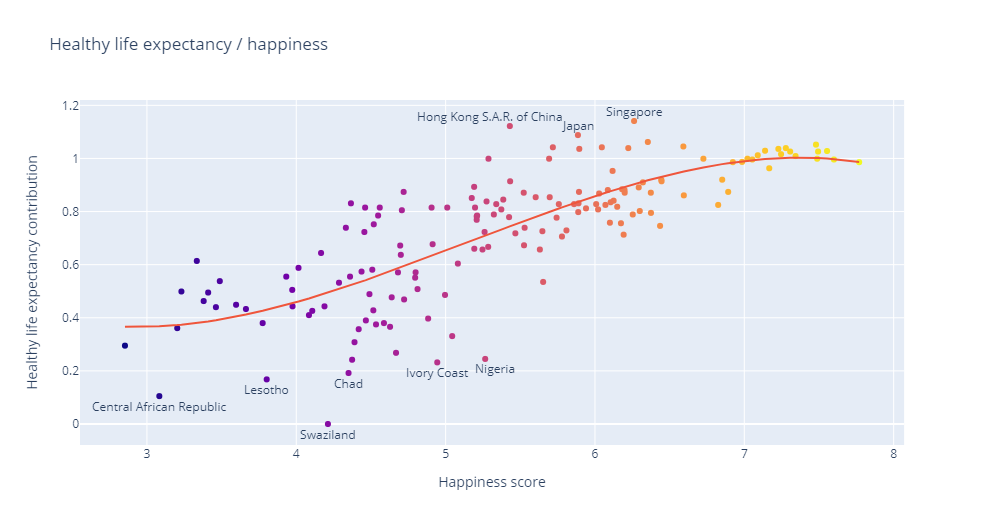 Healthy life expectancy / happiness
Healthy life expectancy contribution
1.2
1
0.8
0.6
0.4
0.2
0
Hong Kong S.A.R. of China
Japan
Singapore
Ivory Coast
Nigeria
Chad
Lesotho
Central African Republic
Swaziland
3
4
5
6
7
8
Happiness score